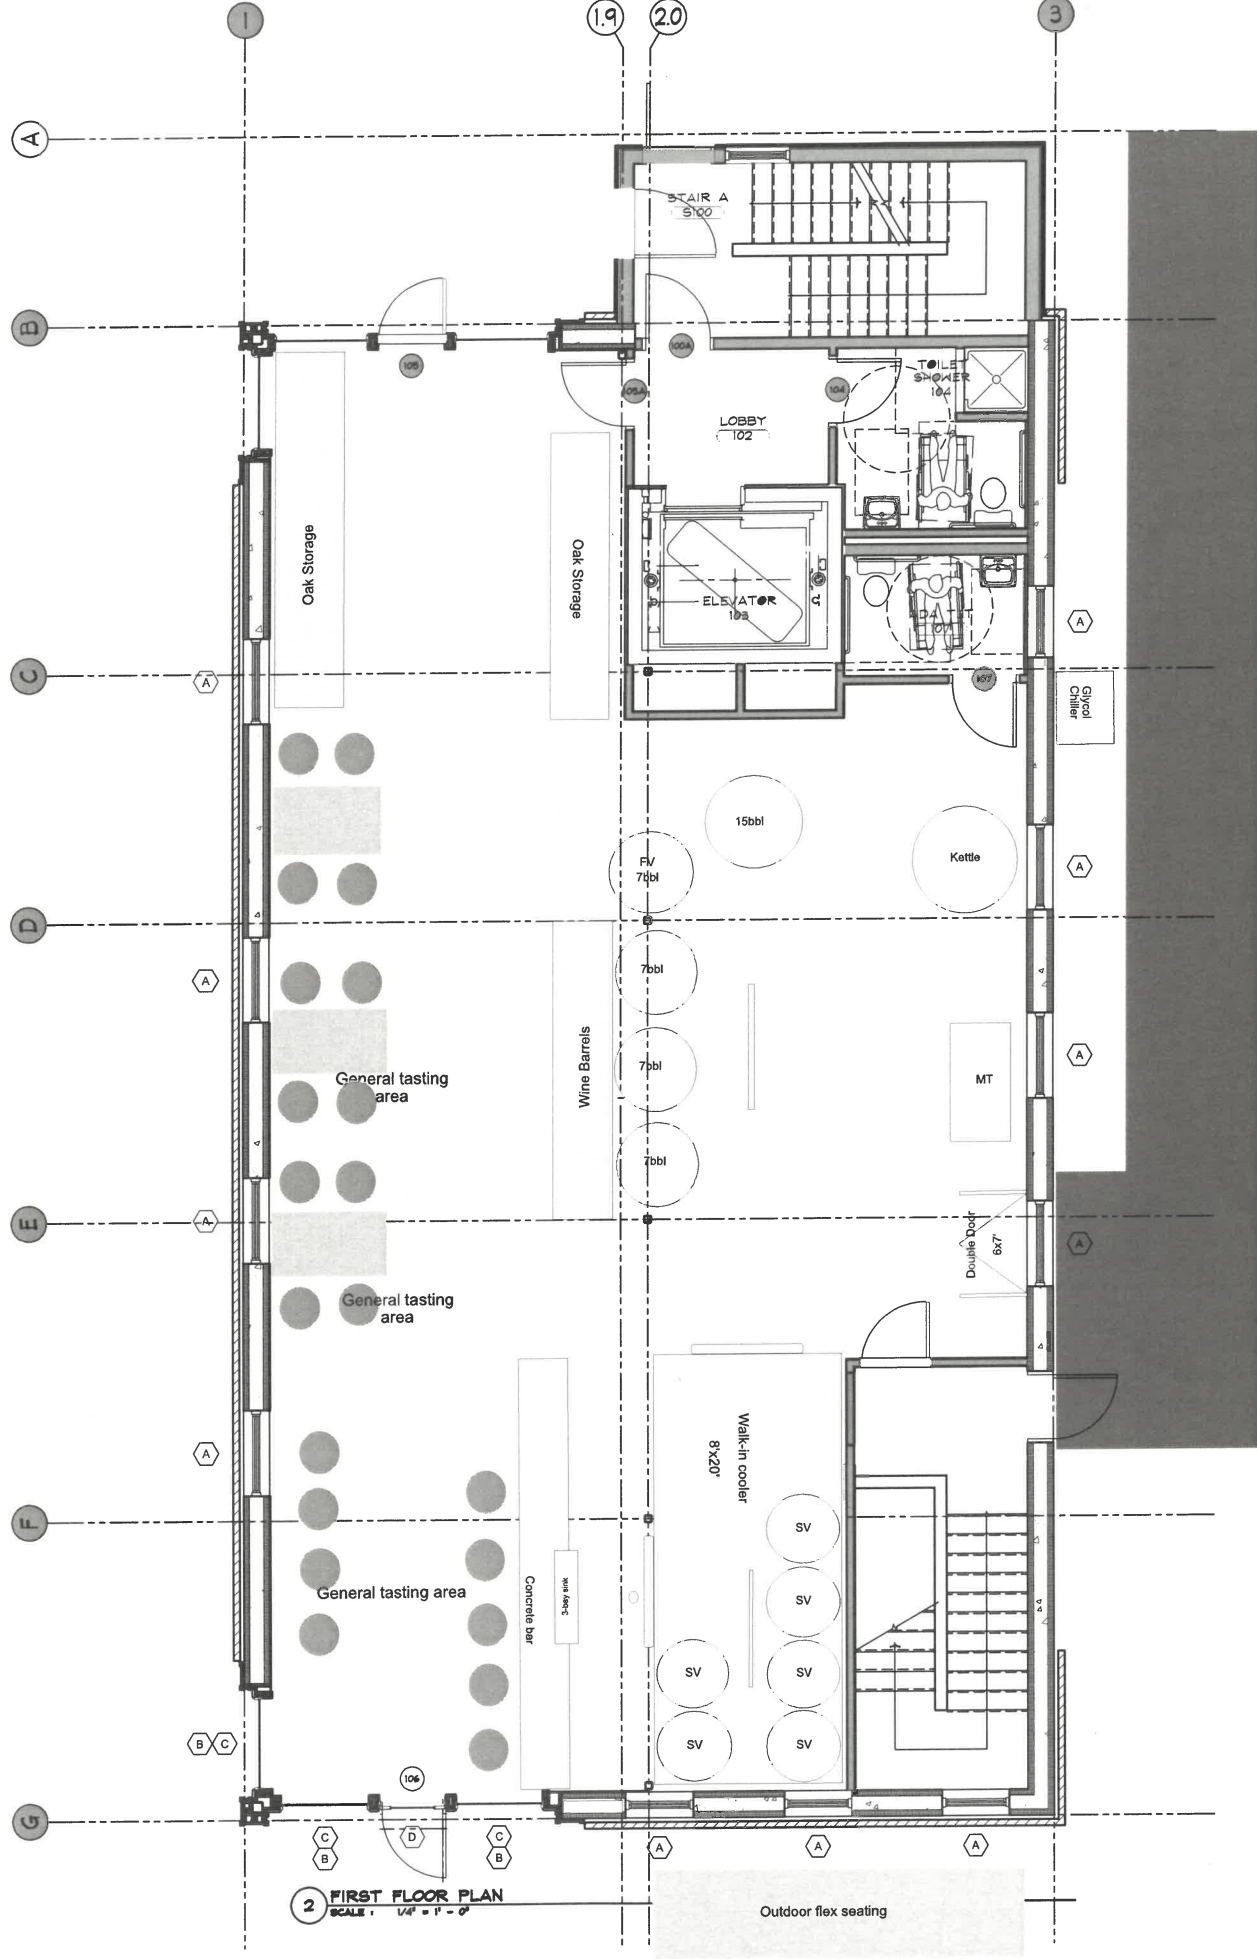 1
1.9
2.0
3
A
STAIR A
S100
B
105
100A
105A
104
TOILET
SHOWER
104
LOBBY
102
Oak Storage
Oak Storage
ELEVATOR
103
107
A
C
A
Glycol
Chiller
15bbl
FV
7bbl
Kettle
A
D
A
7bbl
Wine Barrels
7bbl
General tasting
area
MT
A
7bbl
E
A
Double Door
6x7'
A
General tasting
area
Walk-in cooler
8'x20'
A
F
SV
Concrete bar
3-bay sink
General tasting area
SV
SV
SV
SV
SV
B
C
106
G
C
B
D
C
B
A
A
A
2
FIRST FLOOR PLAN
SCALE: 1/4" = 1' - 0"
Outdoor flex seating